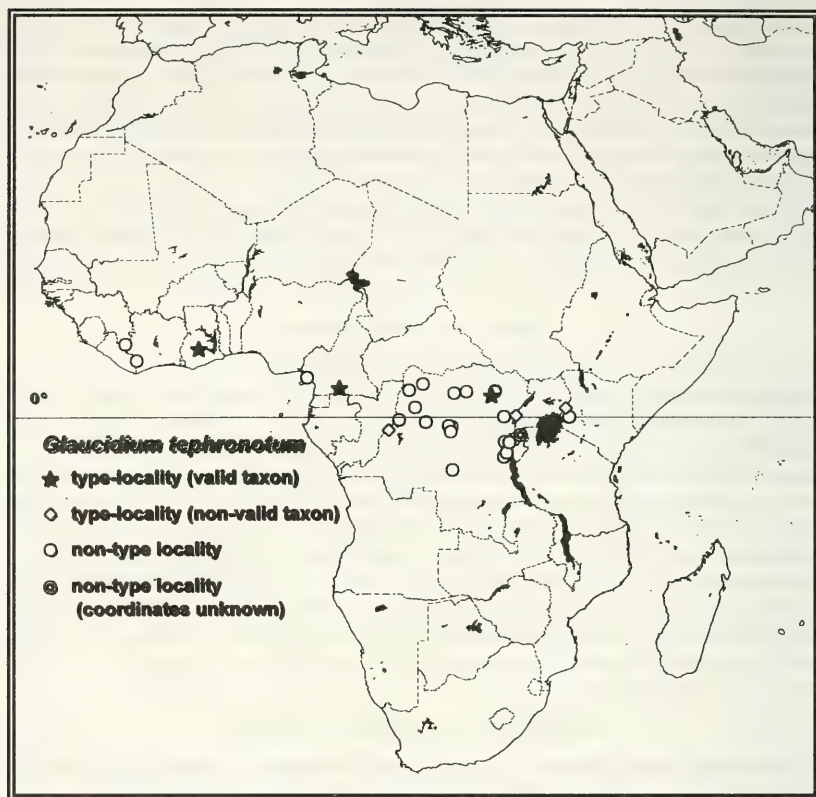 0°
Glaucidium tephronotum
type-locality (valid taxon)
type-locality (non-valid taxon)
non-type locality
non-type locality
(coordinates unknown)